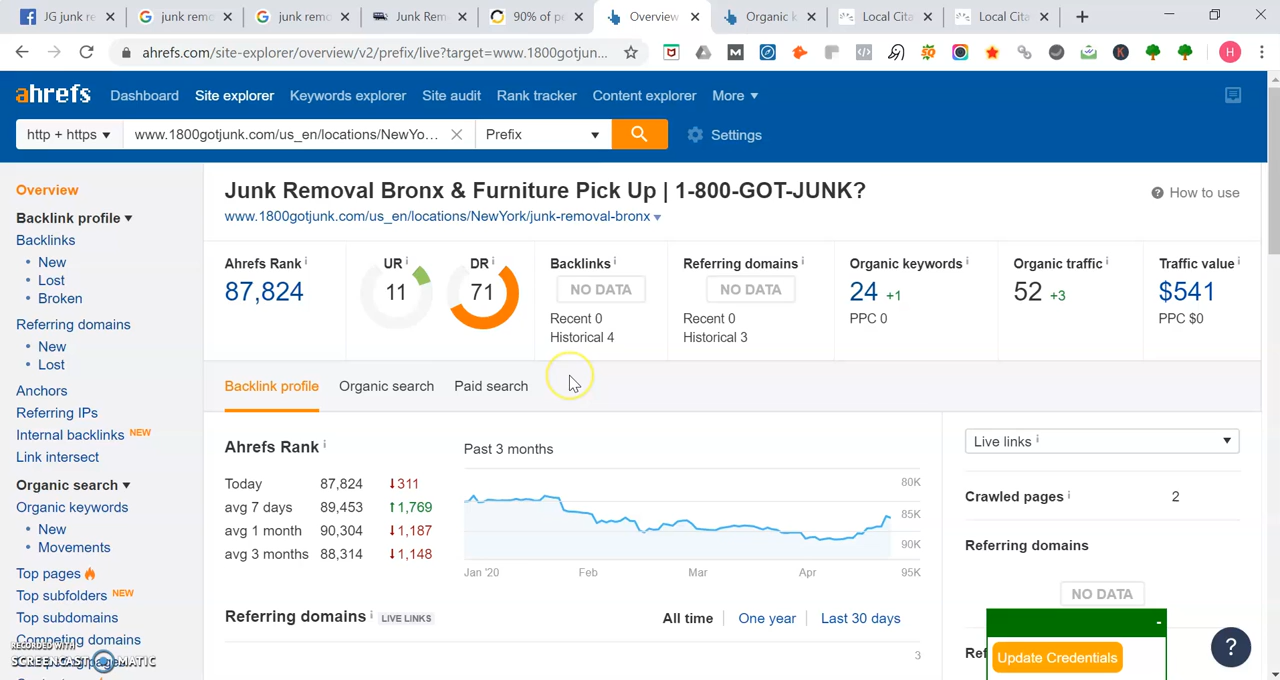 JG junk re
junk remo
junk remo
Junk Rem
90% of pe
Overview
Organic k
Local Cita
Local Cita
ahrefs.com/site-explorer/overview/v2/prefix/live?target=www.1800gotjunk...
ahrefs
Dashboard
Site explorer
Keywords explorer
Site audit
Rank tracker
Content explorer
More
http + https
www.1800gotjunk.com/us_en/locations/NewYo...
Prefix
Settings
Overview
Backlink profile
Backlinks
• New
• Lost
• Broken
Referring domains
• New
• Lost
Anchors
Referring IPs
Internal backlinks NEW
Link intersect
Organic search
Organic keywords
• New
• Movements
Top pages
Top subfolders NEW
Top subdomains
Competing domains
RECORDED WITH
SCREENCAST MATIC
Junk Removal Bronx & Furniture Pick Up | 1-800-GOT-JUNK?
How to use
www.1800gotjunk.com/us_en/locations/NewYork/junk-removal-bronx
Ahrefs Rank
87,824
UR
11
DR
71
Backlinks
NO DATA
Recent 0
Historical 4
Referring domains
NO DATA
Recent 0
Historical 3
Organic keywords
24 +1
PPC 0
Organic traffic
52 +3
Traffic value
$541
PPC $0
Backlink profile
Organic search
Paid search
Ahrefs Rank
Today 87,824 ↓311
avg 7 days 89,453 ↑1,769
avg 1 month 90,304 ↓1,187
avg 3 months 88,314 ↓1,148
Past 3 months
80K
85K
90K
95K
Jan '20
Feb
Mar
Apr
Live links
Crawled pages 2
Referring domains
NO DATA
Referring domains LIVE LINKS
All time
One year
Last 30 days
3
-
Update Credentials
?